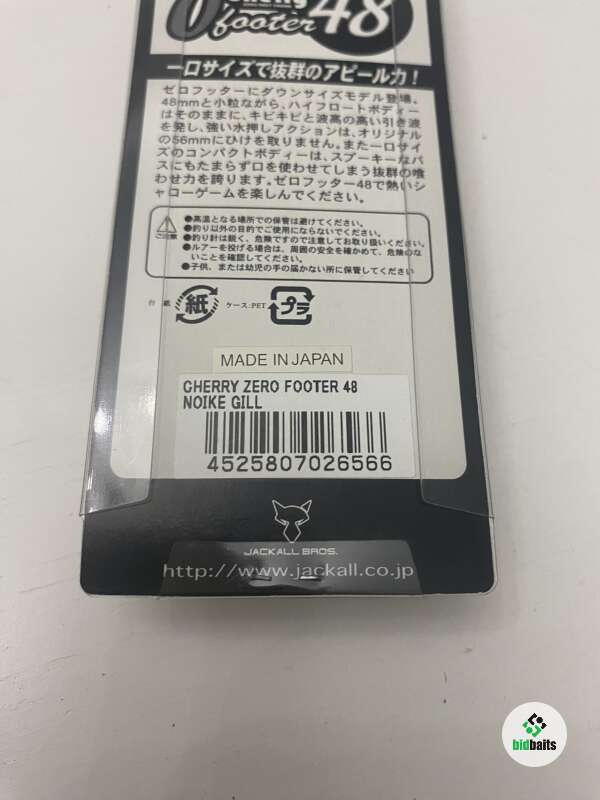 footer 48
一口サイズで抜群のアピール力!
ゼロフッターにダウンサイズモデル登場。
48mmと小粒ながら、ハイフロートボディー
はそのままに、キビキビと波高の高い引き波
を発し、強い水押しアクションは、オリジナル
の56mmにひけを取りません。また一口サイ
ズのコンパクトボディーは、スプーキーなバ
スにもたまらず口を使わせてしまう抜群の喰
わせ力を誇ります。ゼロフッター48で熱いシ
ャローゲームを楽しんでください。
ご注意
●高温となる場所での保管は避けてください。
●釣り以外の目的でご使用にならないでください。
●釣り針は鋭く、危険ですので注意してお取り扱いください。
●ルアーを投げる場合は、周囲の安全を確かめて、危険のな
いことを確認してください。
●子供、または幼児の手の届かない所に保管してください
台紙 紙 ケース:PET プラ
MADE IN JAPAN
CHERRY ZERO FOOTER 48
NOIKE GILL
4525807026566
JACKALL BROS.
http://www.jackall.co.jp
bidbaits